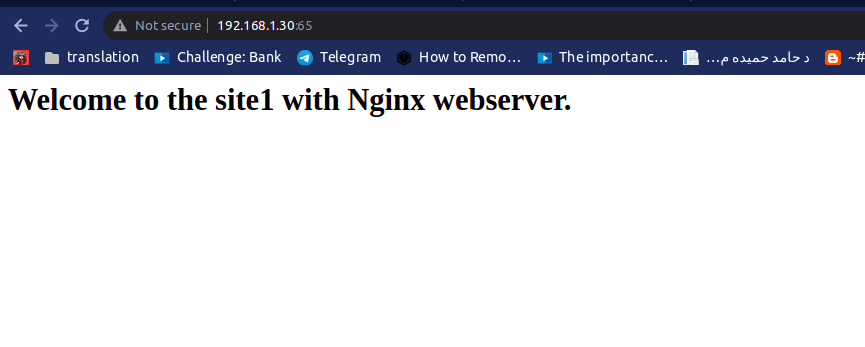 Not secure | 192.168.1.30:65
translation Challenge: Bank Telegram How to Remo... The importanc... د حامد حميده م... ~#
Welcome to the site1 with Nginx webserver.